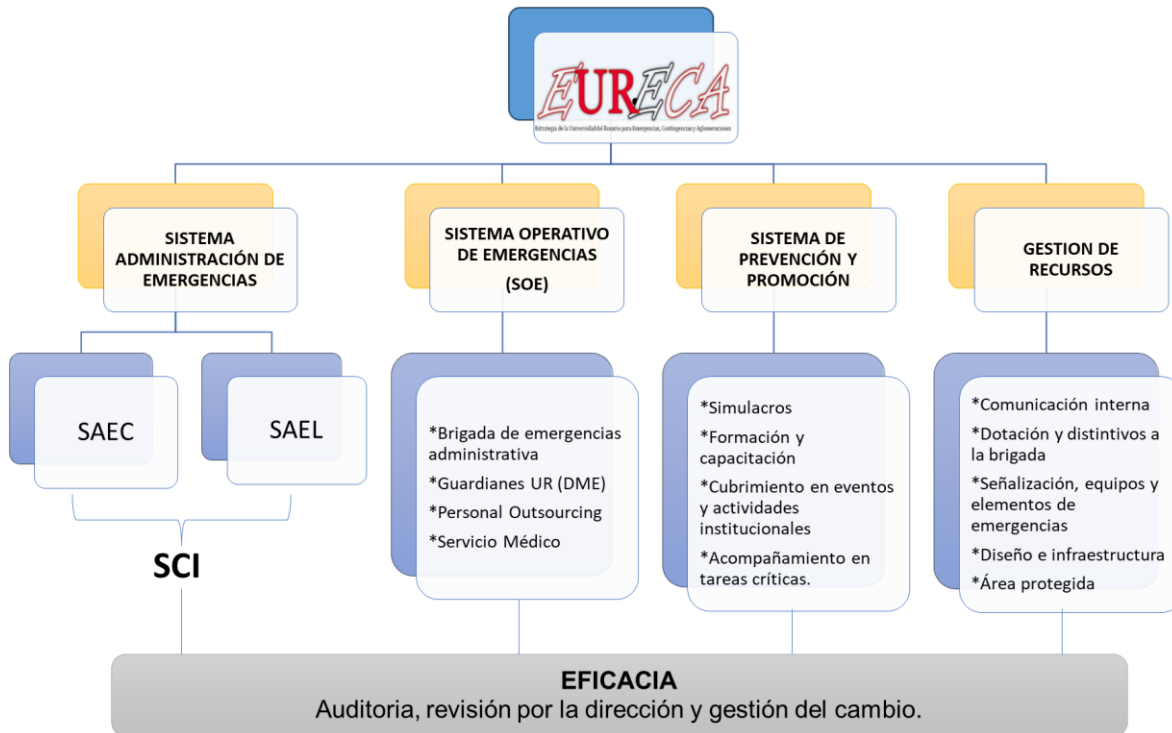 EUR.ECA
Estrategia de la Universidad del Rosario para Emergencias, Contingencias y Aglomeraciones
SISTEMA
ADMINISTRACIÓN DE
EMERGENCIAS
SISTEMA OPERATIVO
DE EMERGENCIAS
(SOE)
SISTEMA DE
PREVENCIÓN Y
PROMOCIÓN
GESTION DE
RECURSOS
SAEC
SAEL
SCI
*Brigada de emergencias
administrativa
*Guardianes UR (DME)
*Personal Outsourcing
*Servicio Médico
*Simulacros
*Formación y
capacitación
*Cubrimiento en eventos
y actividades
institucionales
*Acompañamiento en
tareas críticas.
*Comunicación interna
*Dotación y distintivos a
la brigada
*Señalización, equipos y
elementos de
emergencias
*Diseño e infraestructura
*Área protegida
EFICACIA
Auditoria, revisión por la dirección y gestión del cambio.